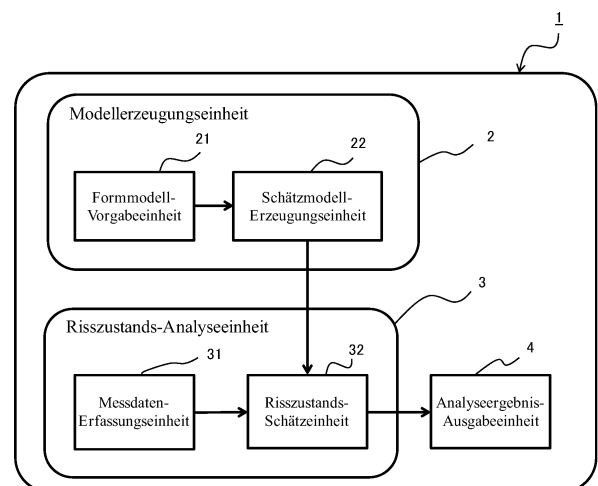 1
Modellerzeugungseinheit
21
22
2
Formmodell-
Vorgabeeinheit
Schätzmodell-
Erzeugungseinheit
3
Risszustands-Analyseeinheit
31
32
4
Messdaten-
Erfassungseinheit
Risszustands-
Schätzeinheit
Analyseergebnis-
Ausgabeeinheit